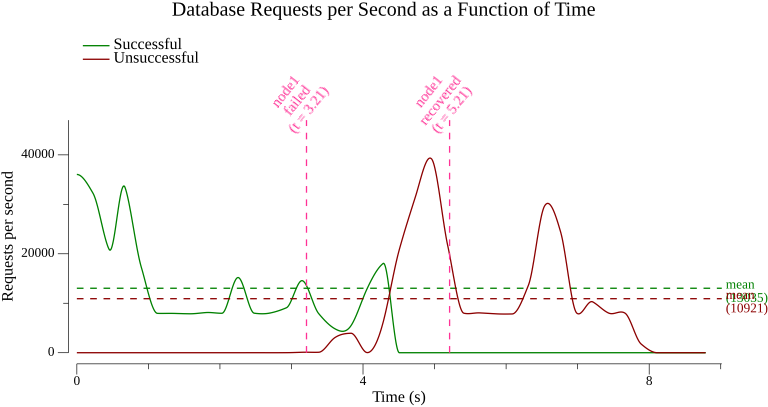 Database Requests per Second as a Function of Time
Successful
Unsuccessful
node1
failed
(t = 3.21)
node1
recovered
(t = 5.21)
Requests per second
40000
20000
0
mean
(13035)
mean
(10921)
0
4
8
Time (s)